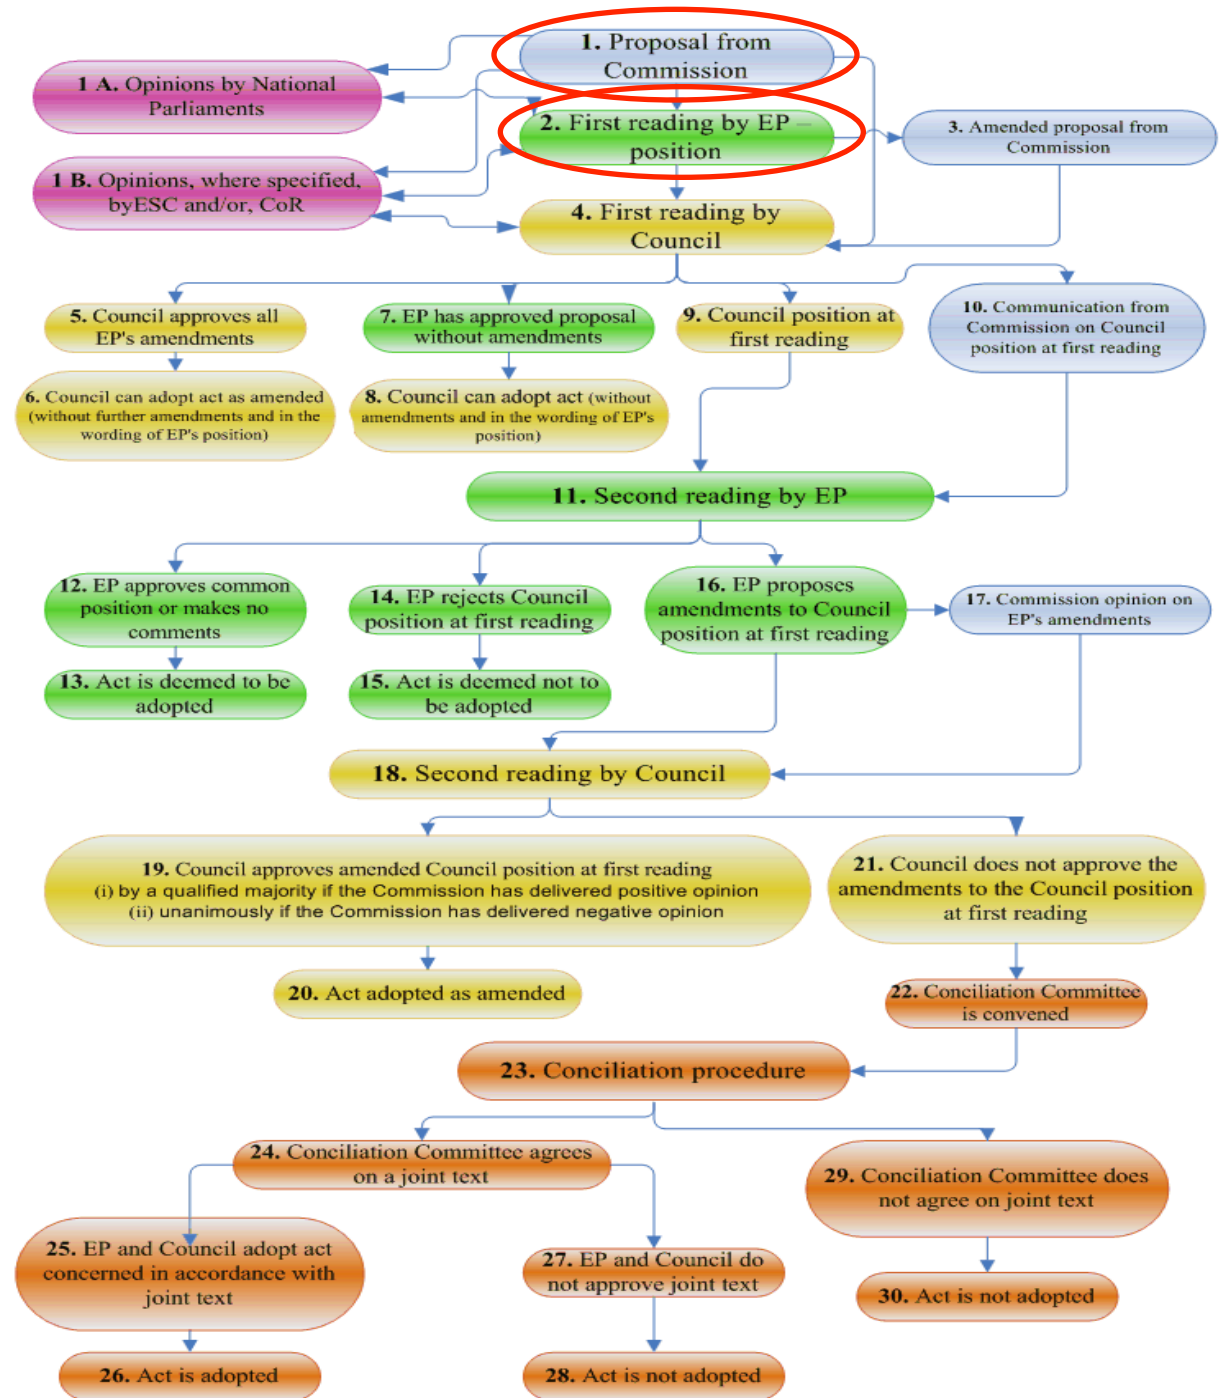 1. Proposal from
Commission
1 A. Opinions by National
Parliaments
2. First reading by EP –
position
3. Amended proposal from
Commission
1 B. Opinions, where specified,
byESC and/or, CoR
4. First reading by
Council
5. Council approves all
EP's amendments
7. EP has approved proposal
without amendments
9. Council position at
first reading
10. Communication from
Commission on Council
position at first reading
6. Council can adopt act as amended
(without further amendments and in the
wording of EP's position)
8. Council can adopt act (without
amendments and in the wording of EP's
position)
11. Second reading by EP
12. EP approves common
position or makes no
comments
14. EP rejects Council
position at first reading
16. EP proposes
amendments to Council
position at first reading
17. Commission opinion on
EP's amendments
13. Act is deemed to be
adopted
15. Act is deemed not to
be adopted
18. Second reading by Council
19. Council approves amended Council position at first reading
(i) by a qualified majority if the Commission has delivered positive opinion
(ii) unanimously if the Commission has delivered negative opinion
21. Council does not approve the
amendments to the Council position
at first reading
20. Act adopted as amended
22. Conciliation Committee
is convened
23. Conciliation procedure
24. Conciliation Committee agrees
on a joint text
29. Conciliation Committee does
not agree on joint text
25. EP and Council adopt act
concerned in accordance with
joint text
27. EP and Council do
not approve joint text
30. Act is not adopted
26. Act is adopted
28. Act is not adopted